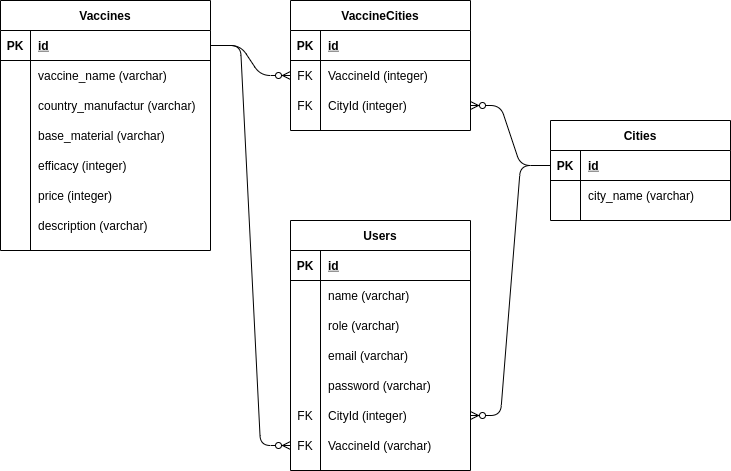 Vaccines
PK id
vaccine_name (varchar)
country_manufactur (varchar)
base_material (varchar)
efficacy (integer)
price (integer)
description (varchar)
VaccineCities
PK id
FK VaccineId (integer)
FK CityId (integer)
Cities
PK id
city_name (varchar)
Users
PK id
name (varchar)
role (varchar)
email (varchar)
password (varchar)
FK CityId (integer)
FK VaccineId (varchar)